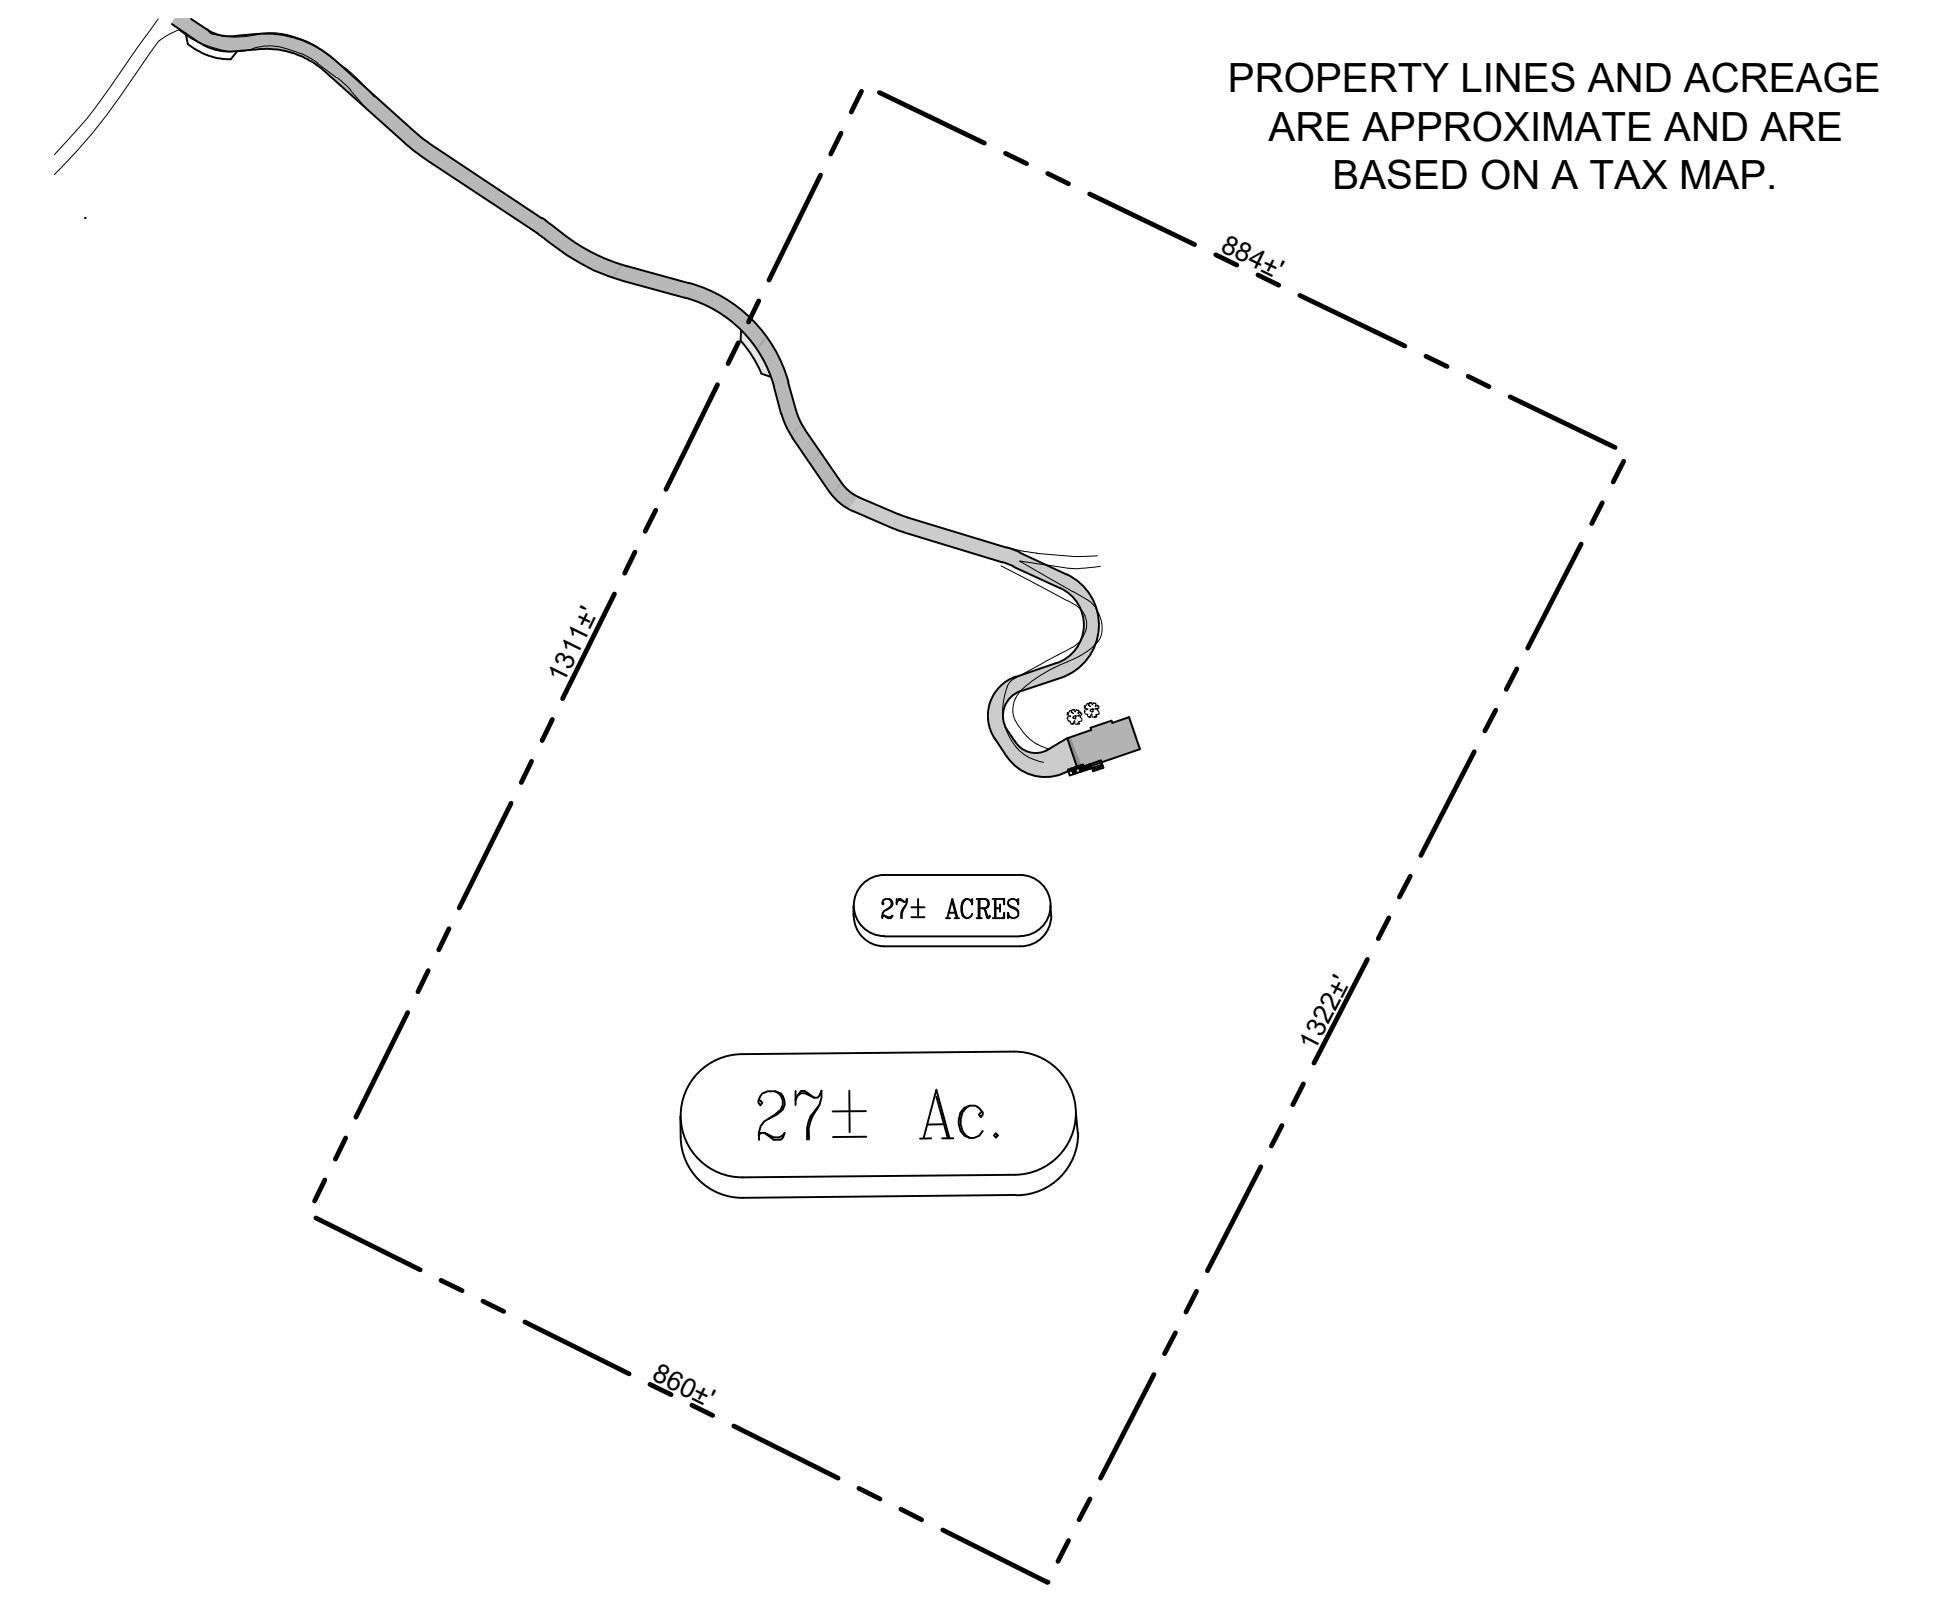 PROPERTY LINES AND ACREAGE
ARE APPROXIMATE AND ARE
BASED ON A TAX MAP.
884±'
1311±'
27± ACRES
1322±'
27± Ac.
860±'